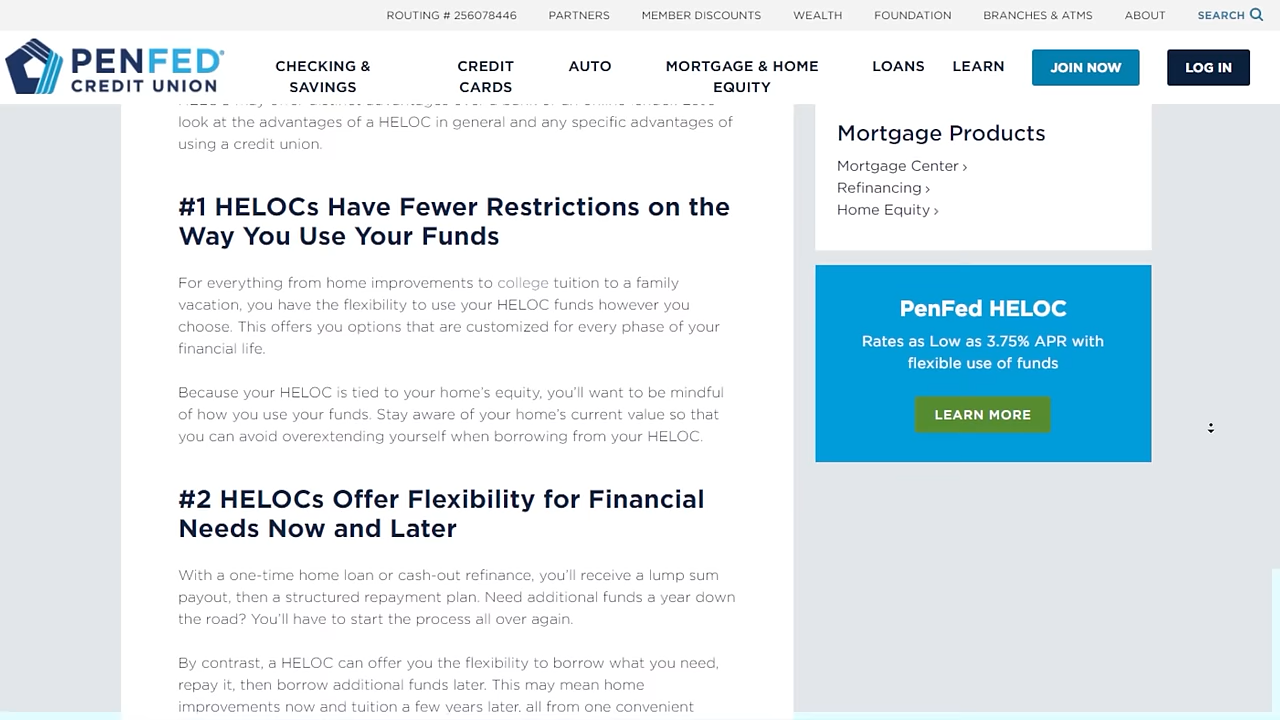 ROUTING # 256078446 PARTNERS MEMBER DISCOUNTS WEALTH FOUNDATION BRANCHES & ATMS ABOUT SEARCH
PENFED®
CREDIT UNION
CHECKING &
SAVINGS
CREDIT
CARDS
AUTO
MORTGAGE & HOME
EQUITY
LOANS
LEARN
JOIN NOW
LOG IN
look at the advantages of a HELOC in general and any specific advantages of
using a credit union.
#1 HELOCs Have Fewer Restrictions on the
Way You Use Your Funds
For everything from home improvements to college tuition to a family
vacation, you have the flexibility to use your HELOC funds however you
choose. This offers you options that are customized for every phase of your
financial life.
Because your HELOC is tied to your home's equity, you'll want to be mindful
of how you use your funds. Stay aware of your home's current value so that
you can avoid overextending yourself when borrowing from your HELOC.
#2 HELOCs Offer Flexibility for Financial
Needs Now and Later
With a one-time home loan or cash-out refinance, you'll receive a lump sum
payout, then a structured repayment plan. Need additional funds a year down
the road? You'll have to start the process all over again.
By contrast, a HELOC can offer you the flexibility to borrow what you need,
repay it, then borrow additional funds later. This may mean home
improvements now and tuition a few years later, all from one convenient
Mortgage Products
Mortgage Center ›
Refinancing ›
Home Equity ›
PenFed HELOC
Rates as Low as 3.75% APR with
flexible use of funds
LEARN MORE